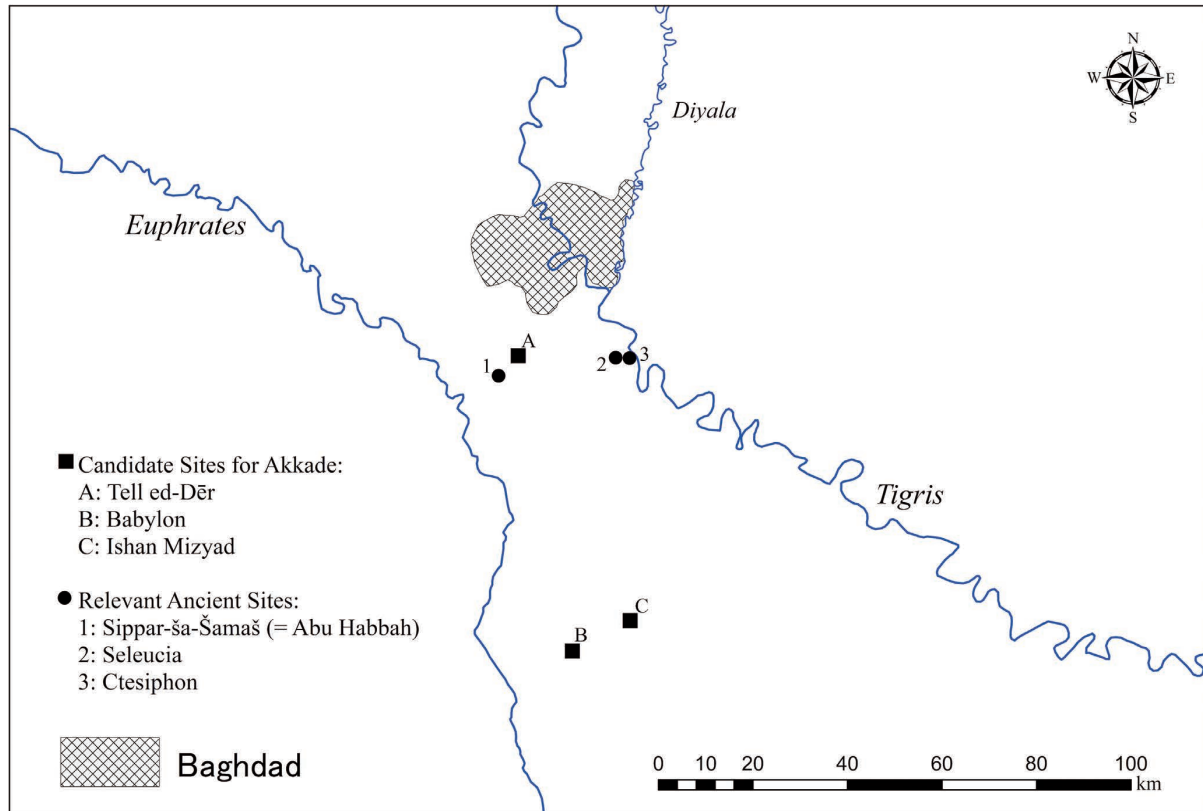 N
W E
S
Diyala
Euphrates
A
1
2 3
Tigris
Candidate Sites for Akkade:
A: Tell ed-Dēr
B: Babylon
C: Ishan Mizyad
Relevant Ancient Sites:
1: Sippar-ša-Šamaš (= Abu Habbah)
2: Seleucia
3: Ctesiphon
C
B
Baghdad
0 10 20 40 60 80 100
km